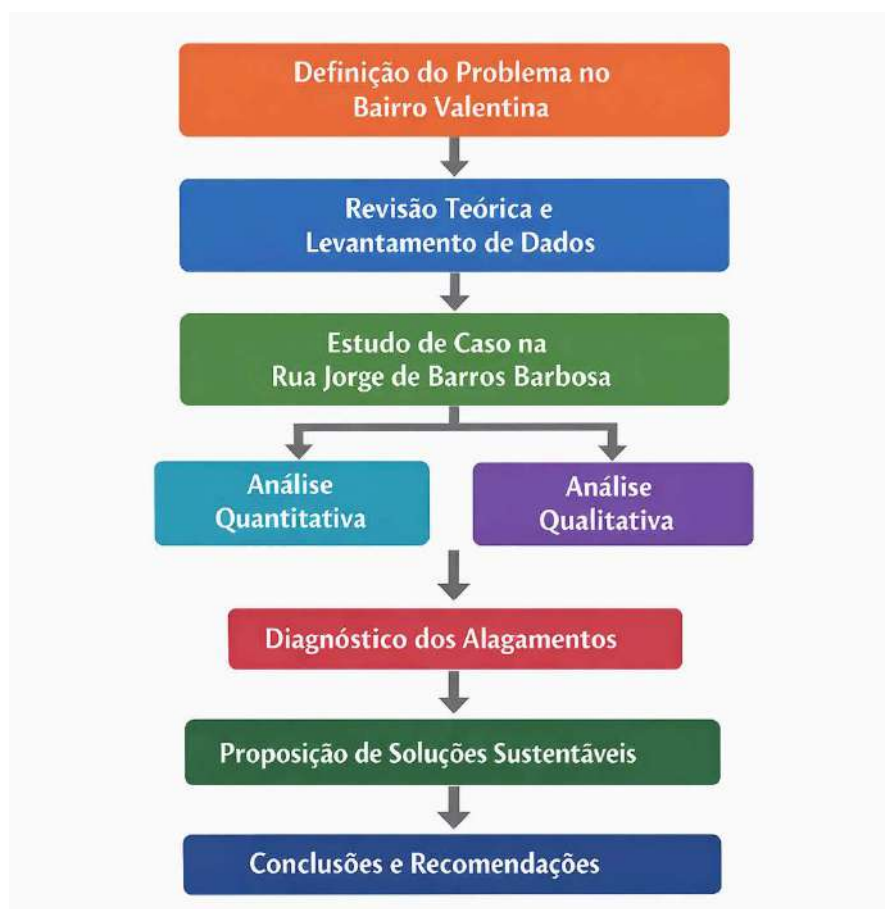 Definição do Problema no
Bairro Valentina
Revisão Teórica e
Levantamento de Dados
Estudo de Caso na
Rua Jorge de Barros Barbosa
Análise
Quantitativa
Análise
Qualitativa
Diagnóstico dos Alagamentos
Proposição de Soluções Sustentáveis
Conclusões e Recomendações